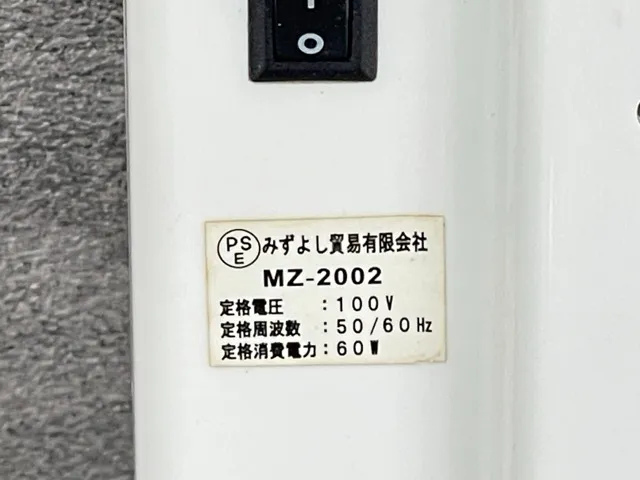 O
PSE みずよし貿易有限会社
MZ-2002
定格電圧 : 100V
定格周波数 : 50/60Hz
定格消費電力 : 60W